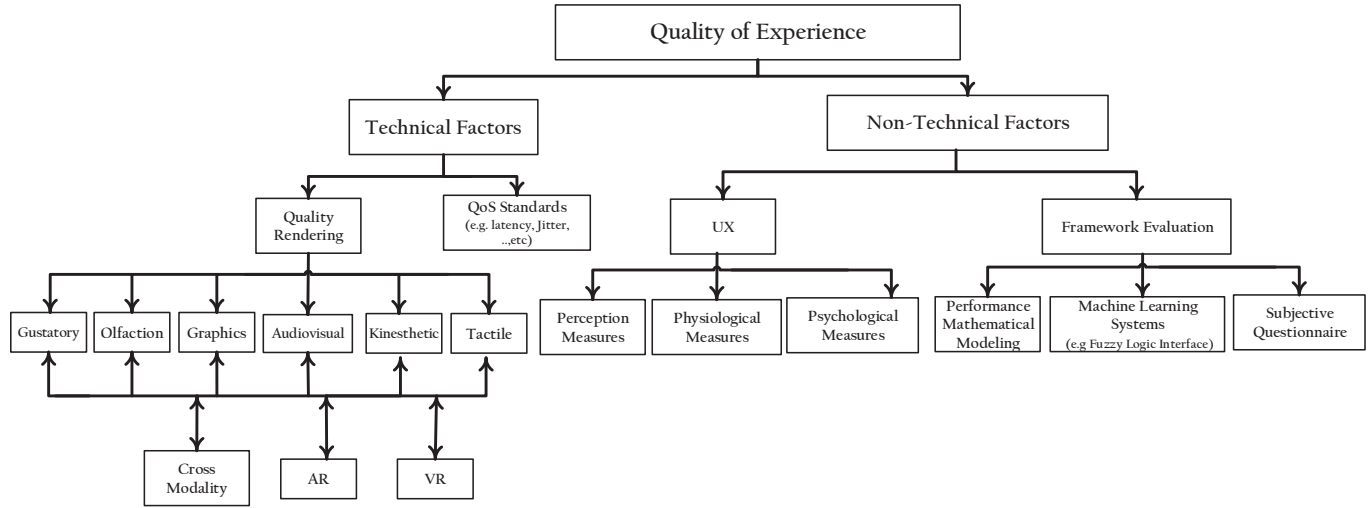 Quality of Experience
Technical Factors
Non-Technical Factors
Quality
Rendering
QoS Standards
(e.g. latency, Jitter,
..,etc)
UX
Framework Evaluation
Gustatory
Olfaction
Graphics
Audiovisual
Kinesthetic
Tactile
Perception
Measures
Physiological
Measures
Psychological
Measures
Performance
Mathematical
Modeling
Machine Learning
Systems
(e.g Fuzzy Logic Interface)
Subjective
Questionnaire
Cross
Modality
AR
VR